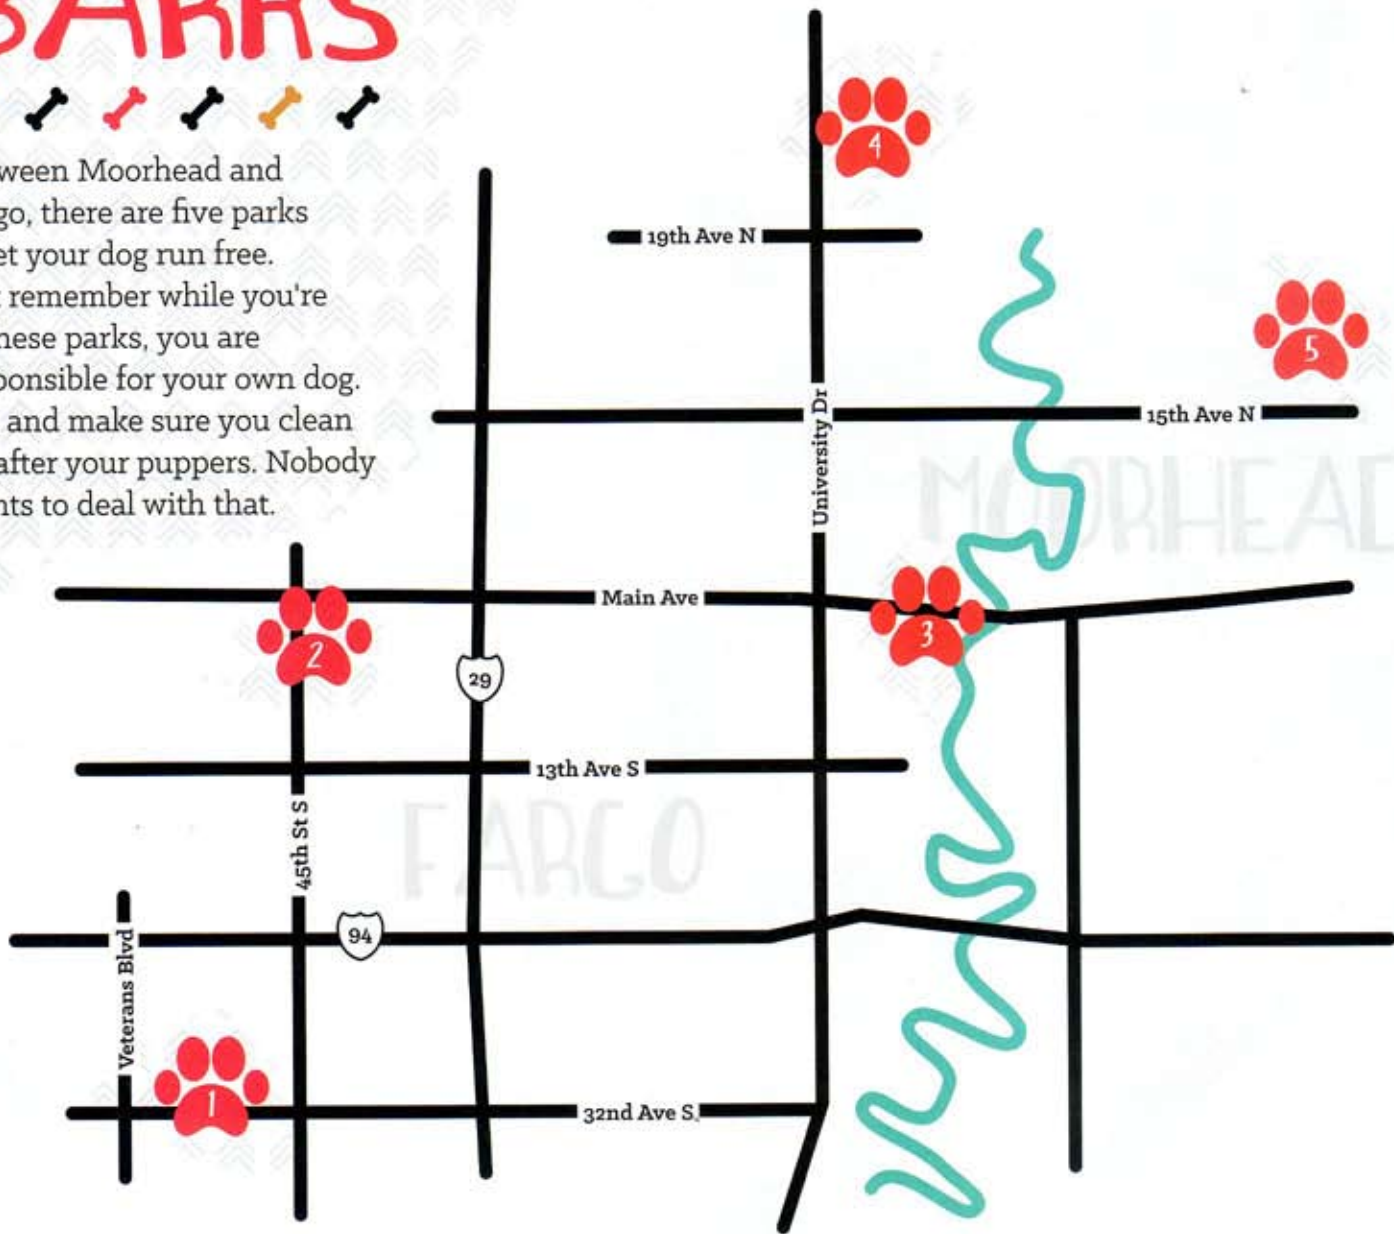 BARKS
ween Moorhead and
go, there are five parks
et your dog run free.
t remember while you're
hese parks, you are
ponsible for your own dog.
and make sure you clean
after your puppers. Nobody
nts to deal with that.
4
19th Ave N
5
University Dr
15th Ave N
MOORHEAD
Main Ave
2
3
29
13th Ave S
45th St S
FARGO
94
Veterans Blvd
1
32nd Ave S